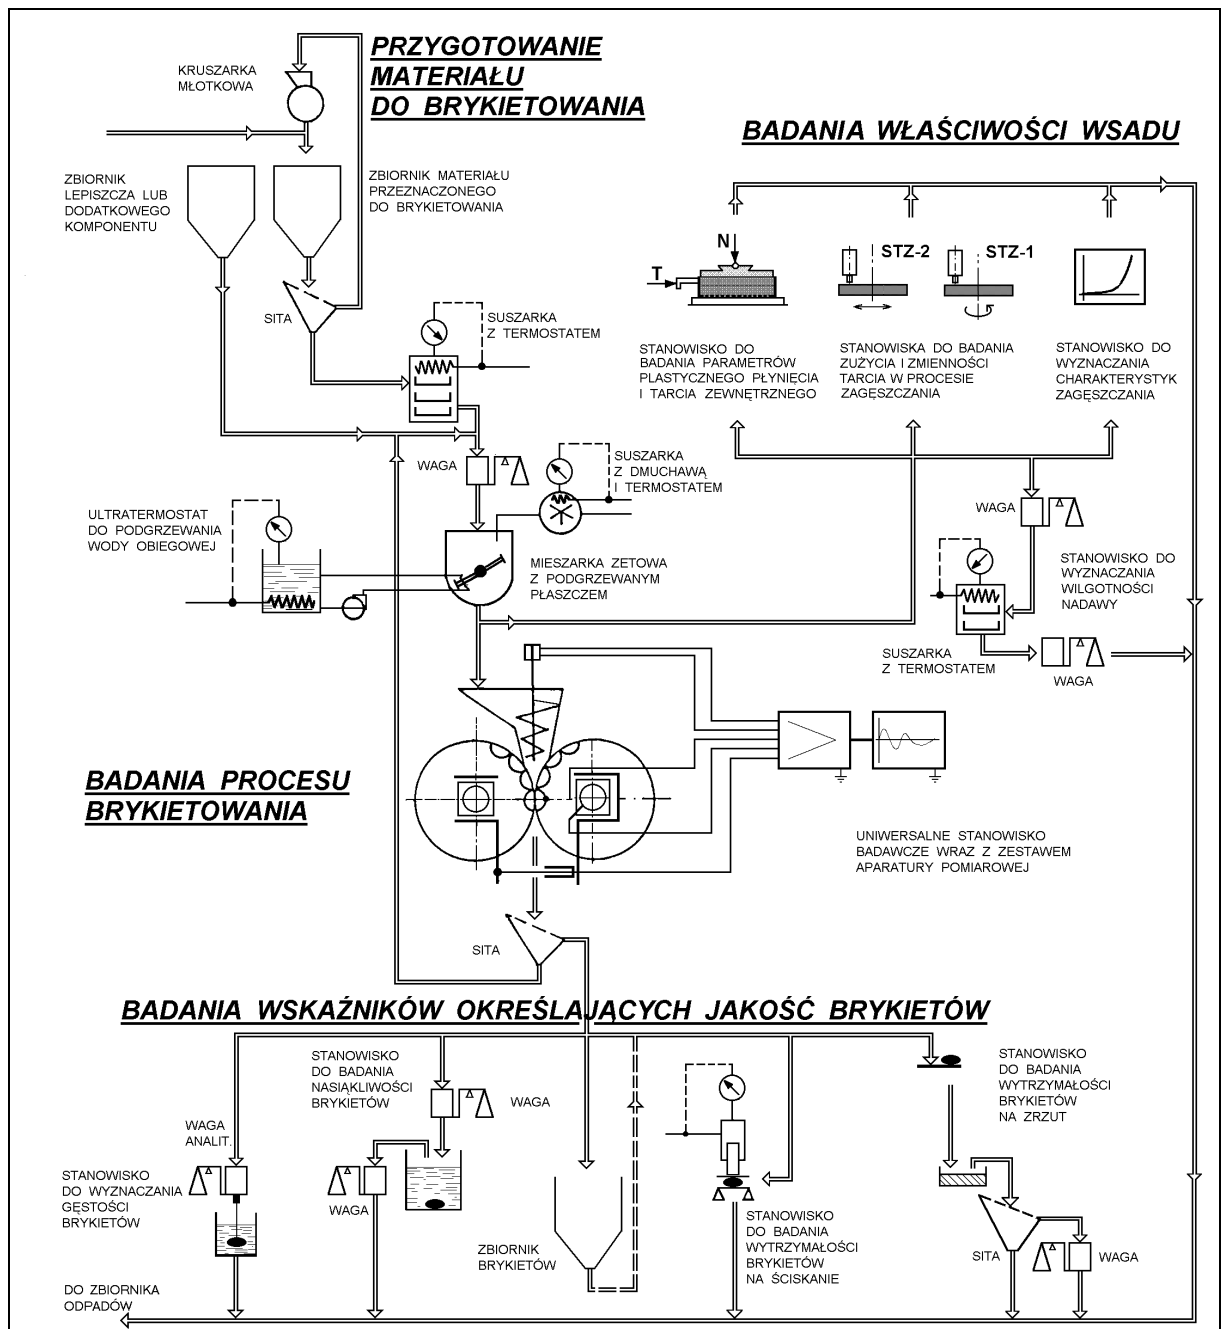 PRZYGOTOWANIE
MATERIAŁU
DO BRYKIETOWANIA
KRUSZARKA
MŁOTKOWA
BADANIA WŁAŚCIWOŚCI WSADU
ZBIORNIK
LEPISZCZA LUB
DODATKOWEGO
KOMPONENTU
ZBIORNIK MATERIAŁU
PRZEZNACZONEGO
DO BRYKIETOWANIA
SITA
SUSZARKA
Z TERMOSTATEM
N
T
STZ-2
STZ-1
STANOWISKO DO
BADANIA PARAMETRÓW
PLASTYCZNEGO PŁYNIĘCIA
I TARCIA ZEWNĘTRZNEGO
STANOWISKA DO BADANIA
ZUŻYCIA I ZMIENNOŚCI
TARCIA W PROCESIE
ZAGĘSZCZANIA
STANOWISKO DO
WYZNACZANIA
CHARAKTERYSTYK
ZAGĘSZCZANIA
WAGA
SUSZARKA
Z DMUCHAWĄ
I TERMOSTATEM
ULTRATERMOSTAT
DO PODGRZEWANIA
WODY OBIEGOWEJ
MIESZARKA ZETOWA
Z PODGRZEWANYM
PŁASZCZEM
WAGA
STANOWISKO DO
WYZNACZANIA
WILGOTNOŚCI
NADAWY
SUSZARKA
Z TERMOSTATEM
WAGA
BADANIA PROCESU
BRYKIETOWANIA
UNIWERSALNE STANOWISKO
BADAWCZE WRAZ Z ZESTAWEM
APARATURY POMIAROWEJ
SITA
BADANIA WSKAŹNIKÓW OKREŚLAJĄCYCH JAKOŚĆ BRYKIETÓW
STANOWISKO
DO BADANIA
NASIĄKLIWOŚCI
BRYKIETÓW
WAGA
STANOWISKO
DO BADANIA
WYTRZYMAŁOŚCI
BRYKIETÓW
NA ZRZUT
WAGA
ANALIT.
STANOWISKO
DO WYZNACZANIA
GĘSTOŚCI
BRYKIETÓW
WAGA
ZBIORNIK
BRYKIETÓW
STANOWISKO
DO BADANIA
WYTRZYMAŁOŚCI
BRYKIETÓW
NA ŚCISKANIE
SITA
WAGA
DO ZBIORNIKA
ODPADÓW